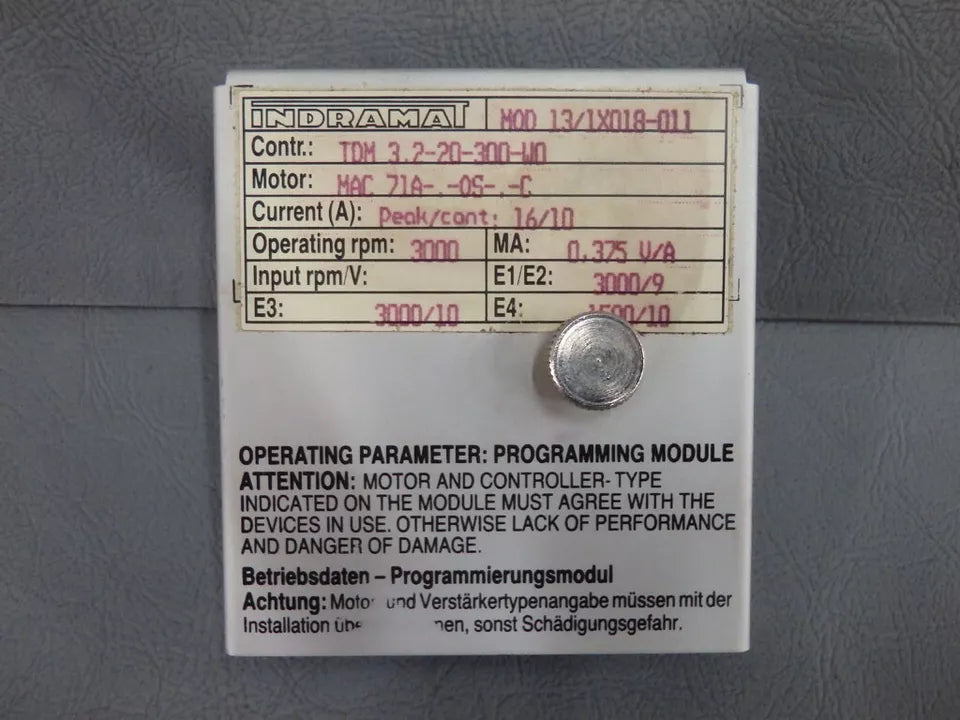 INDRAMAT MOD 13/1X018-011
Contr.: TDM 3.2-20-300-W0
Motor: MAC 71A-.-0S-.-C
Current (A): Peak/cont: 16/10
Operating rpm: 3000 MA: 0.375 V/A
Input rpm/V: E1/E2: 3000/9
E3: 3000/10 E4: 1500/10
OPERATING PARAMETER: PROGRAMMING MODULE
ATTENTION: MOTOR AND CONTROLLER-TYPE
INDICATED ON THE MODULE MUST AGREE WITH THE
DEVICES IN USE. OTHERWISE LACK OF PERFORMANCE
AND DANGER OF DAMAGE.
Betriebsdaten – Programmierungsmodul
Achtung: Motor und Verstärkertypenangabe müssen mit der
Installation sonst Schädigungsgefahr.